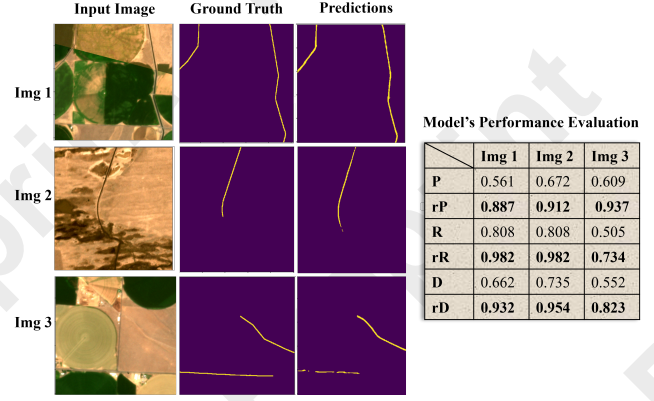 Input Image Ground Truth Predictions
Img 1
Img 2
Img 3
Model's Performance Evaluation
Img 1 Img 2 Img 3
P 0.561 0.672 0.609
rP 0.887 0.912 0.937
R 0.808 0.808 0.505
rR 0.982 0.982 0.734
D 0.662 0.735 0.552
rD 0.932 0.954 0.823